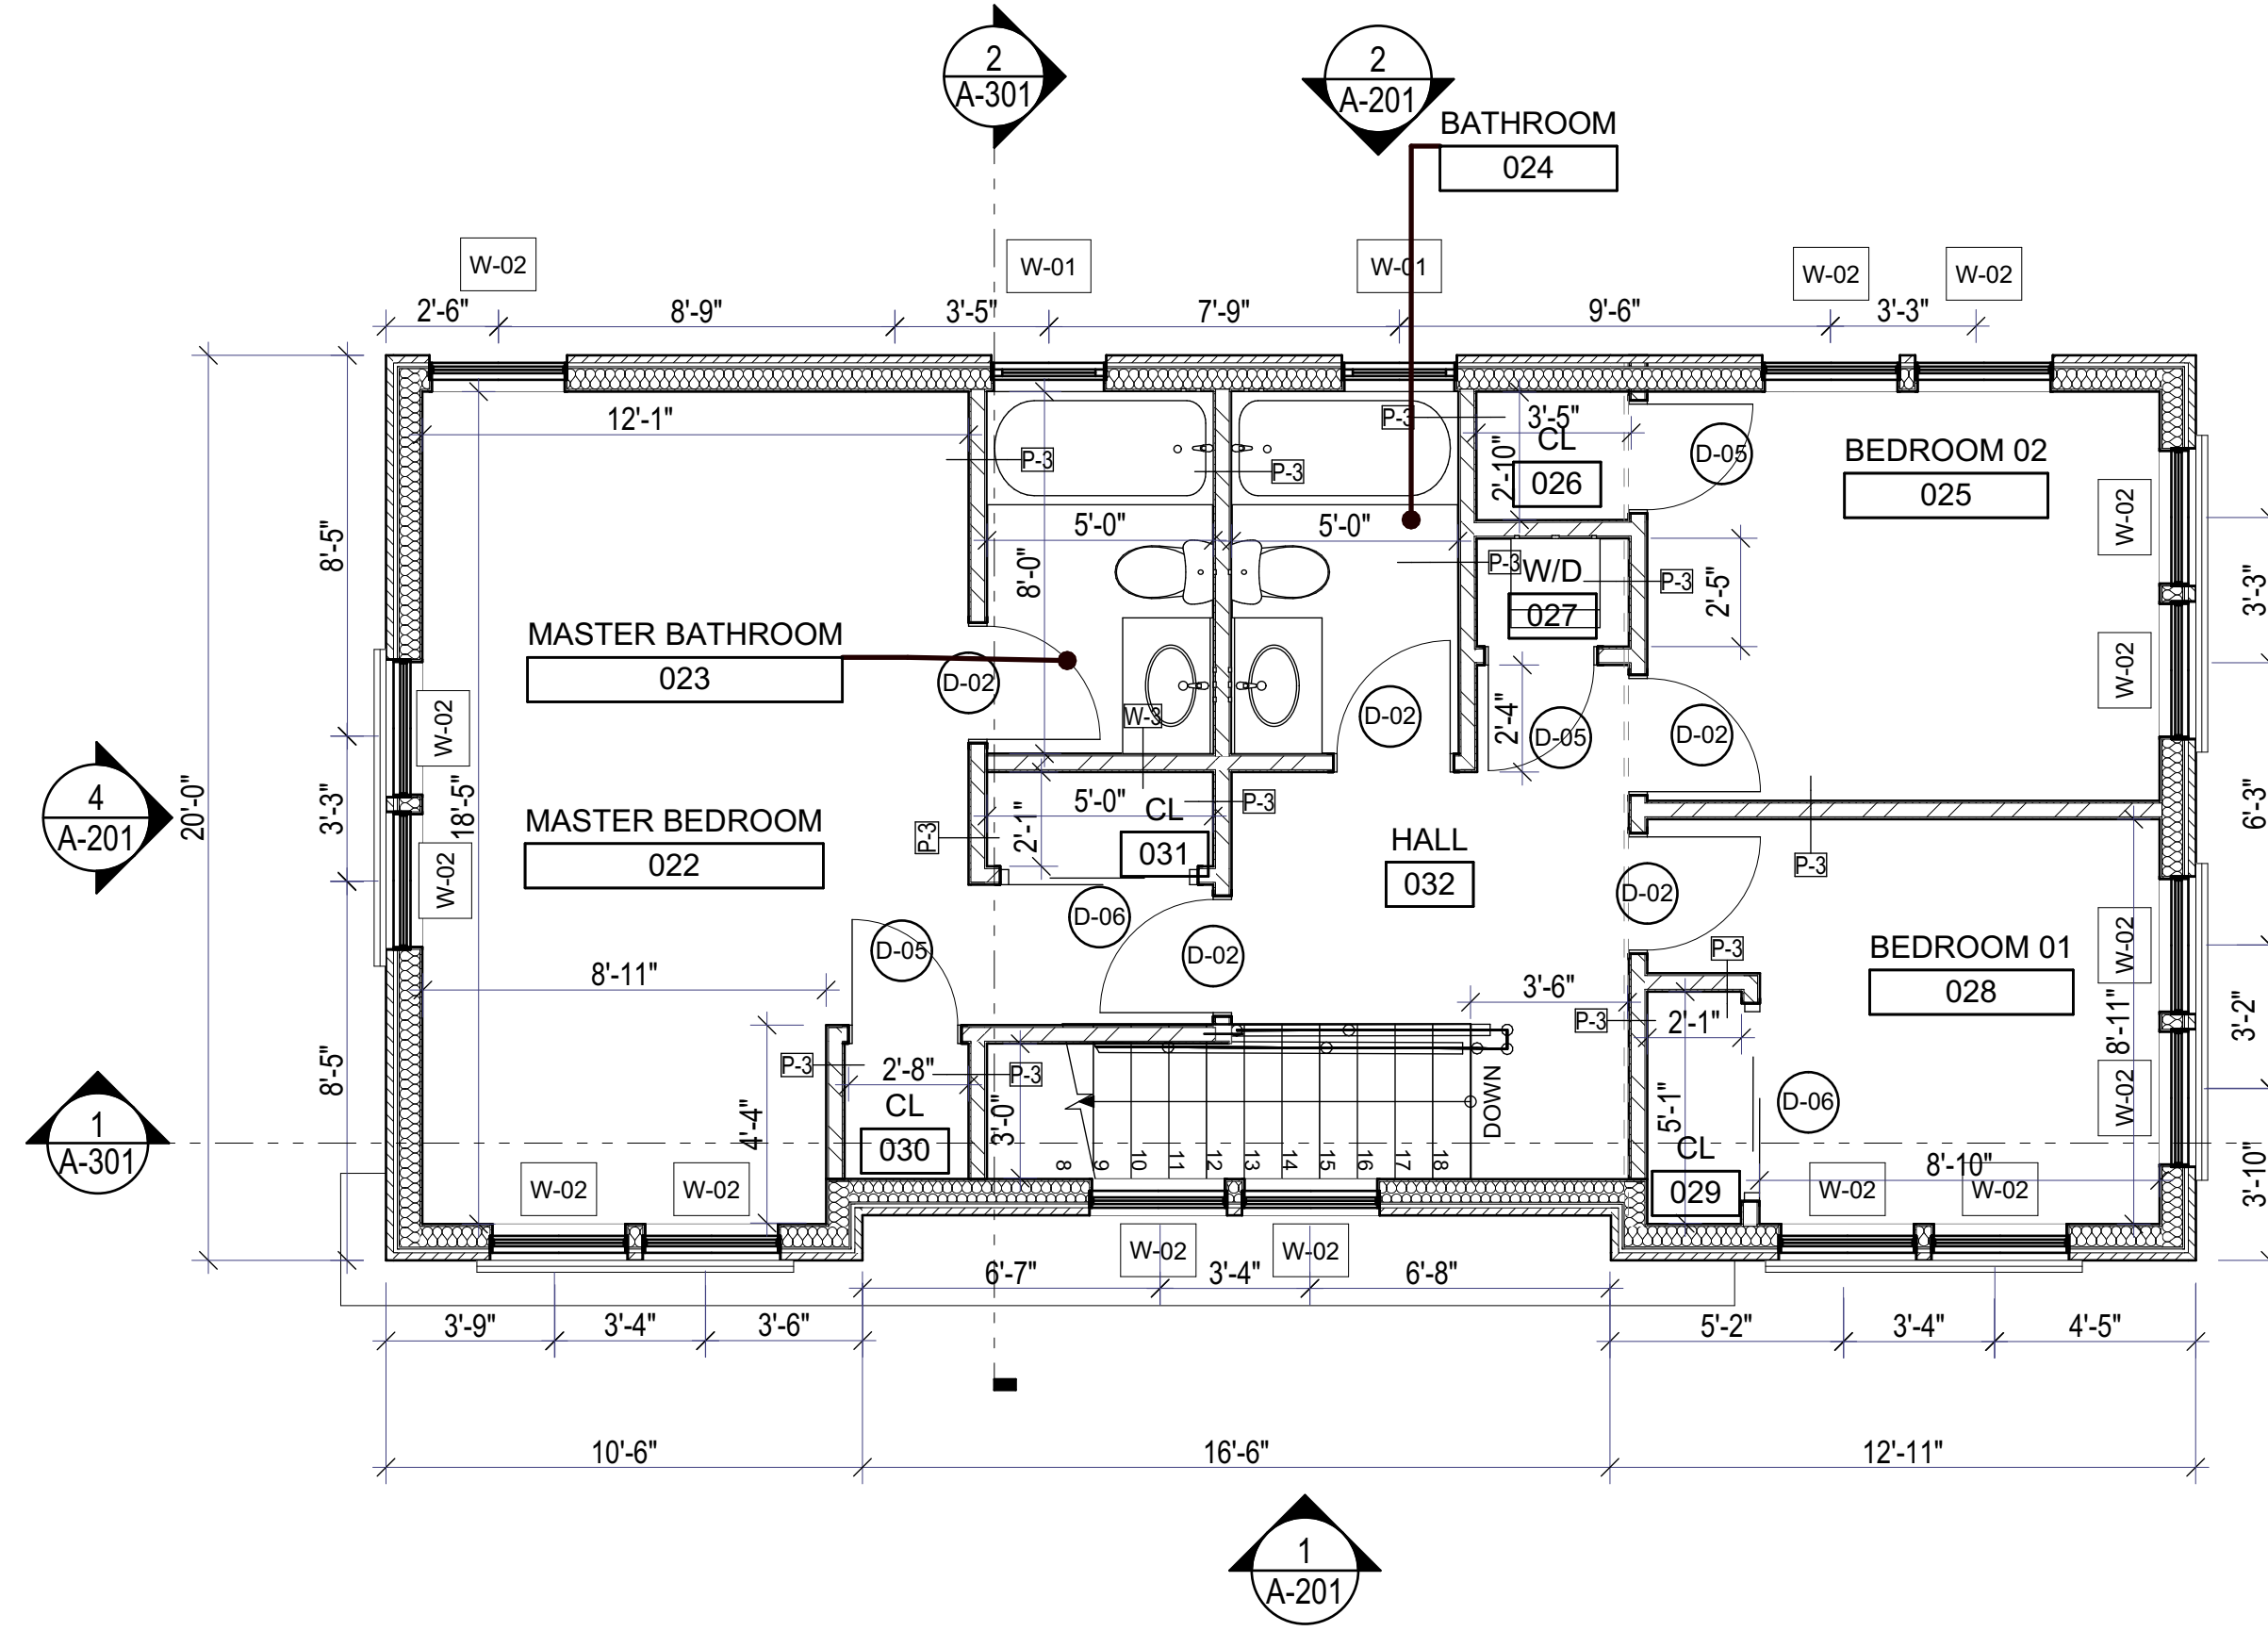 2
A-301
2
A-201
BATHROOM
024
W-02
W-01
W-01
W-02
W-02
2'-6"
8'-9"
3'-5"
7'-9"
9'-6"
3'-3"
12'-1"
P-3
3'-5"
CL
026
2'-10"
D-05
BEDROOM 02
025
P-3
P-3
5'-0"
5'-0"
8'-0"
8'-5"
W-02
P-3
W/D
027
P-3
2'-5"
3'-3"
MASTER BATHROOM
023
D-02
W-3
D-02
2'-4"
D-05
D-02
W-02
W-02
4
A-201
20'-0"
3'-3"
18'-5"
MASTER BEDROOM
022
W-02
P-3
5'-0"
2'-1"
CL
031
P-3
HALL
032
P-3
6'-3"
D-02
D-06
D-05
D-02
8'-11"
P-3
BEDROOM 01
028
W-02
3'-6"
P-3
2'-1"
8'-11"
3'-2"
8'-5"
P-3
2'-8"
P-3
CL
030
4'-4"
3'-0"
DOWN
8
9
10
11
12
13
14
15
16
17
18
5'-1"
D-06
W-02
CL
029
8'-10"
3'-10"
1
A-301
W-02
W-02
W-02
W-02
W-02
W-02
6'-7"
3'-4"
6'-8"
3'-9"
3'-4"
3'-6"
5'-2"
3'-4"
4'-5"
10'-6"
16'-6"
12'-11"
1
A-201